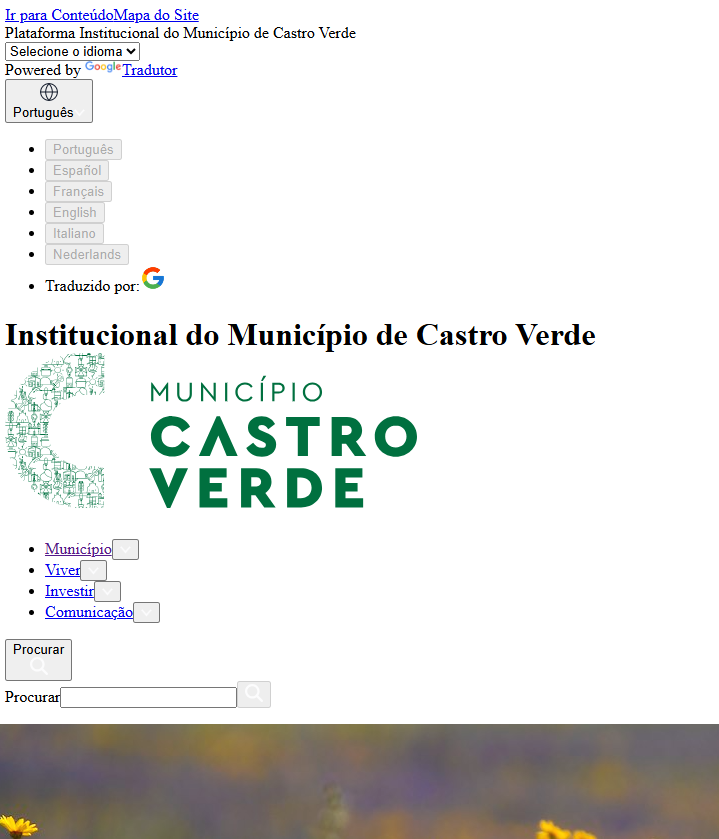 Ir para ConteúdoMapa do Site
Plataforma Institucional do Município de Castro Verde
Selecione o idioma
Powered by Google Tradutor
Português
Português
Español
Français
English
Italiano
Nederlands
Traduzido por:
Institucional do Município de Castro Verde
MUNICÍPIO
CASTRO
VERDE
Município
Viver
Investir
Comunicação
Procurar
Procurar